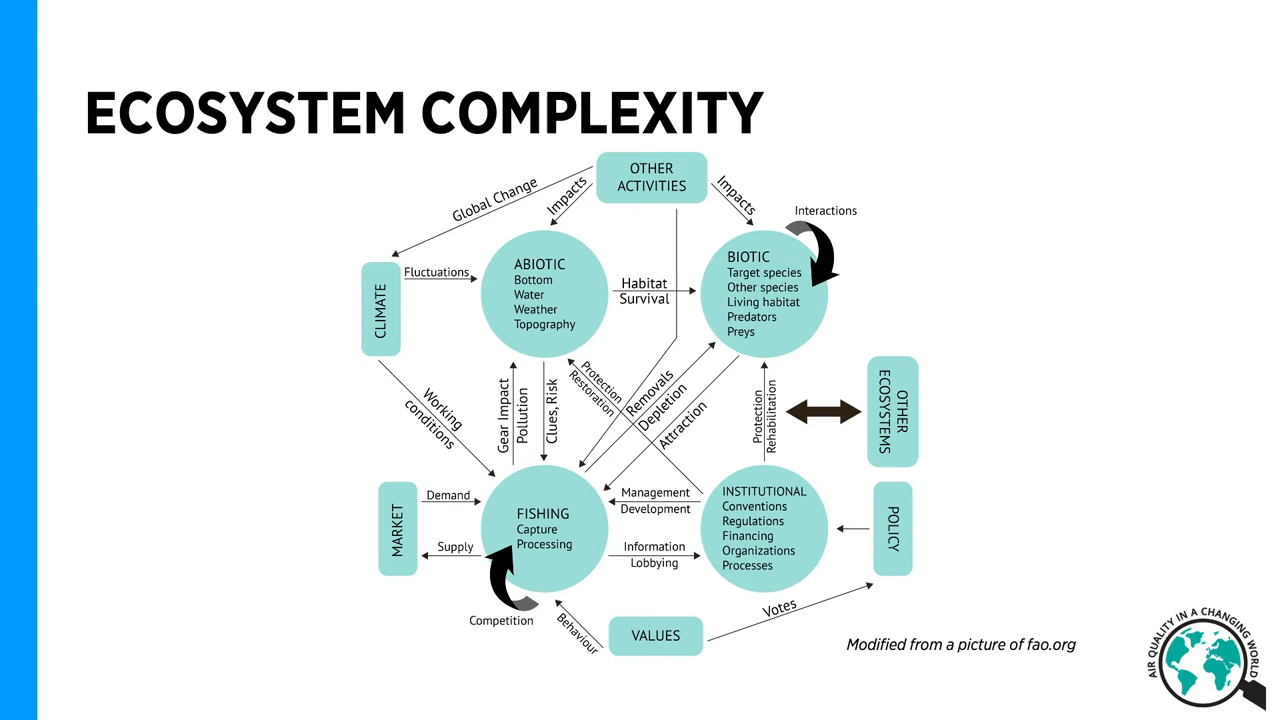 ECOSYSTEM COMPLEXITY
OTHER
ACTIVITIES
Global Change
Impacts
Impacts
Interactions
CLIMATE
Fluctuations
ABIOTIC
Bottom
Water
Weather
Topography
Habitat
Survival
BIOTIC
Target species
Other species
Living habitat
Predators
Preys
Working
conditions
Gear Impact
Pollution
Clues, Risk
Protection
Restoration
Removals
Depletion
Attraction
Protection
Rehabilitation
OTHER
ECOSYSTEMS
MARKET
Demand
Supply
FISHING
Capture
Processing
Management
Development
Information
Lobbying
INSTITUTIONAL
Conventions
Regulations
Financing
Organizations
Processes
POLICY
Competition
Behaviour
VALUES
Votes
Modified from a picture of fao.org
AIR QUALITY IN A CHANGING WORLD